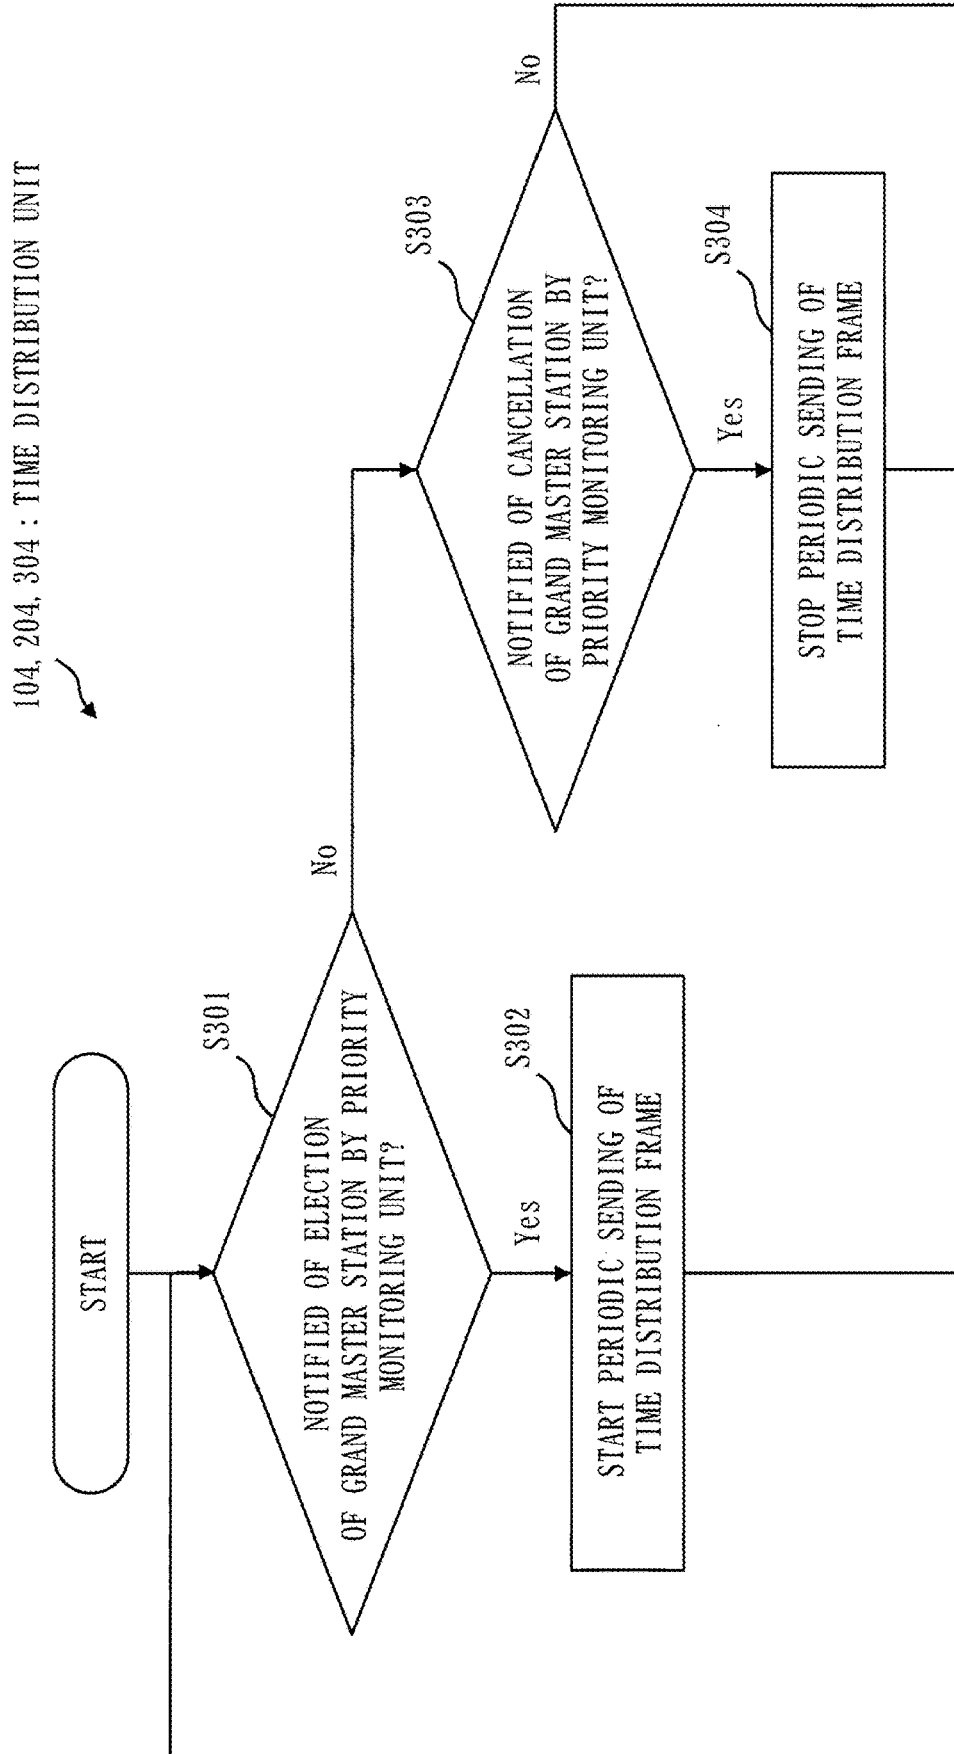 104, 204, 304 : TIME DISTRIBUTION UNIT
START
S301
NOTIFIED OF ELECTION
OF GRAND MASTER STATION BY PRIORITY
MONITORING UNIT?
No
Yes
S302
START PERIODIC SENDING OF
TIME DISTRIBUTION FRAME
S303
NOTIFIED OF CANCELLATION
OF GRAND MASTER STATION BY
PRIORITY MONITORING UNIT?
No
Yes
S304
STOP PERIODIC SENDING OF
TIME DISTRIBUTION FRAME